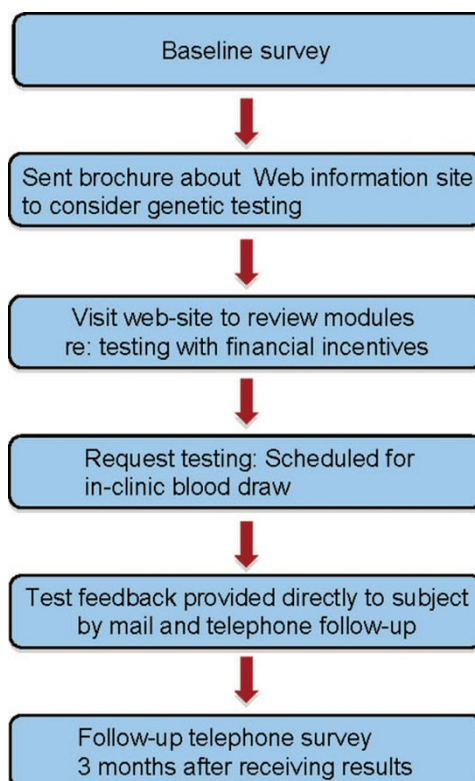 Baseline survey
Sent brochure about Web information site
to consider genetic testing
Visit web-site to review modules
re: testing with financial incentives
Request testing: Scheduled for
in-clinic blood draw
Test feedback provided directly to subject
by mail and telephone follow-up
Follow-up telephone survey
3 months after receiving results